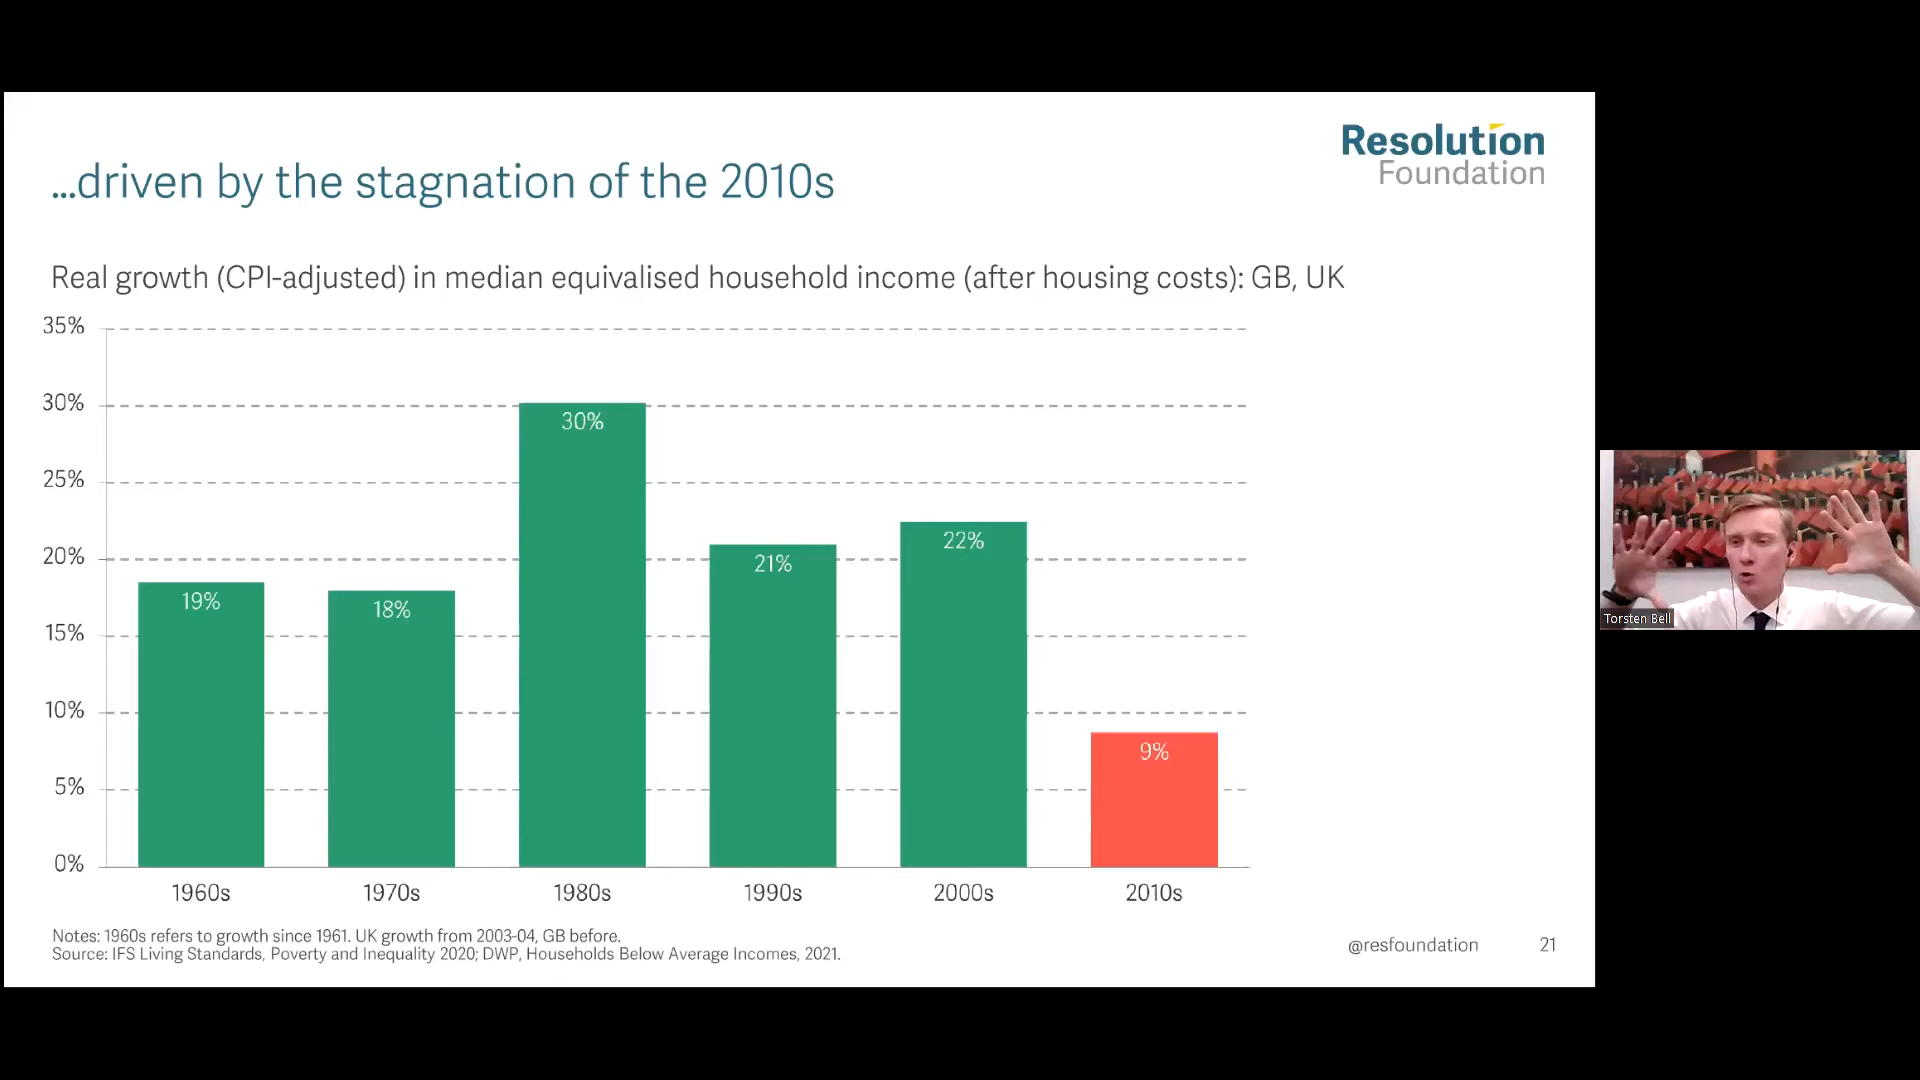 Resolution
Foundation
...driven by the stagnation of the 2010s
Real growth (CPI-adjusted) in median equivalised household income (after housing costs): GB, UK
35%
30%
25%
20%
15%
10%
5%
0%
19%
18%
30%
21%
22%
9%
1960s
1970s
1980s
1990s
2000s
2010s
Notes: 1960s refers to growth since 1961. UK growth from 2003-04, GB before.
Source: IFS Living Standards, Poverty and Inequality 2020; DWP, Households Below Average Incomes, 2021.
@resfoundation
21
Torsten Bell